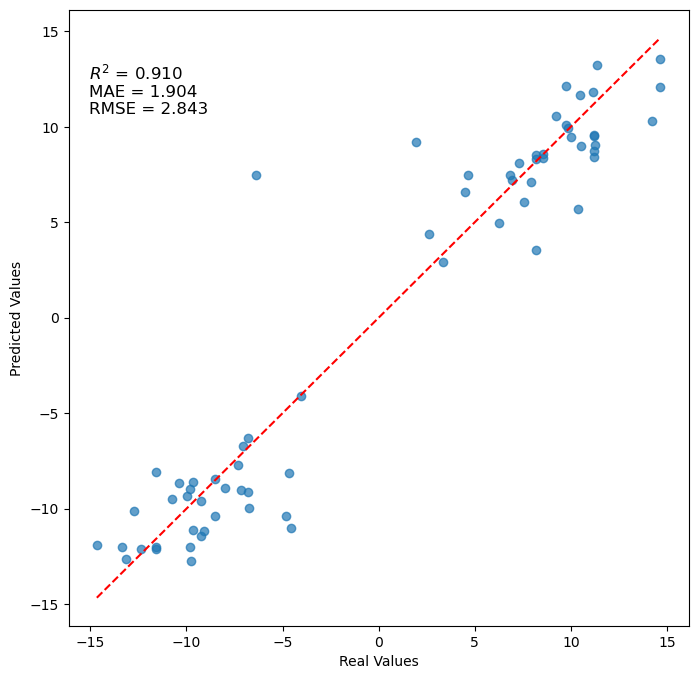 15
10
5
0
−5
−10
−15
R² = 0.910
MAE = 1.904
RMSE = 2.843
Predicted Values
−15 −10 −5 0 5 10 15
Real Values